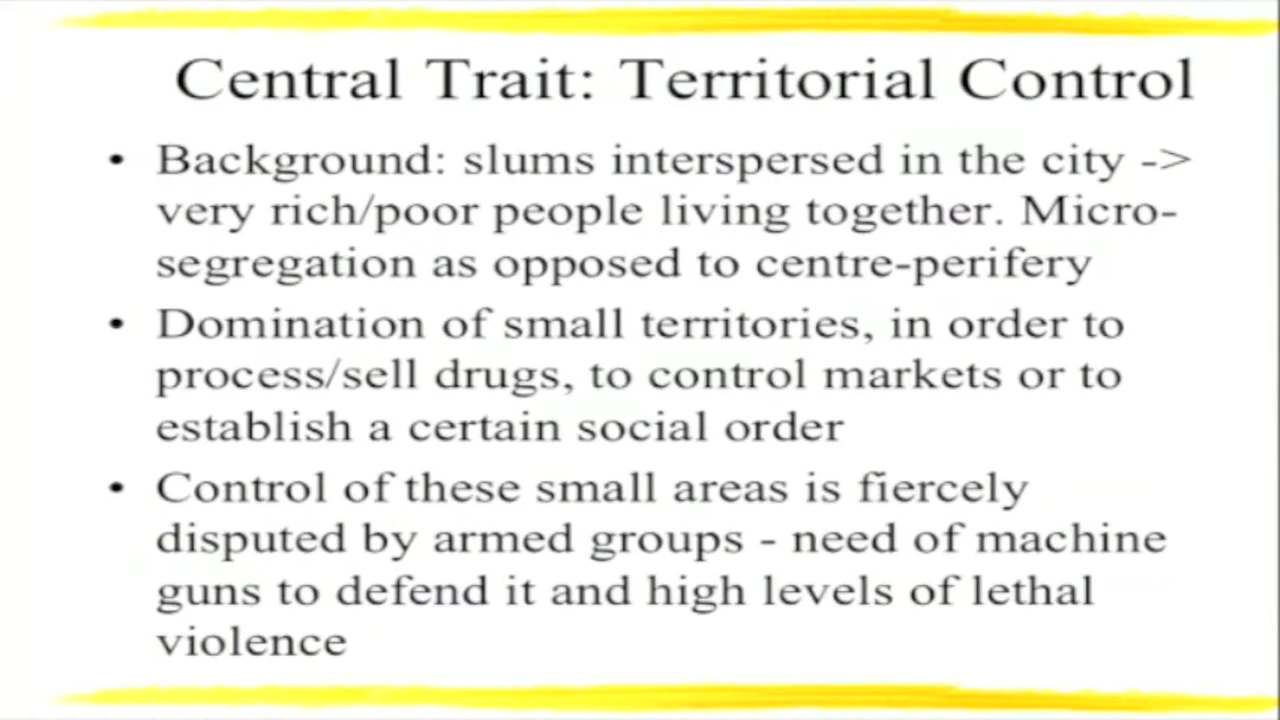 Central Trait: Territorial Control
• Background: slums interspersed in the city ->
very rich/poor people living together. Micro-
segregation as opposed to centre-perifery
• Domination of small territories, in order to
process/sell drugs, to control markets or to
establish a certain social order
• Control of these small areas is fiercely
disputed by armed groups - need of machine
guns to defend it and high levels of lethal
violence